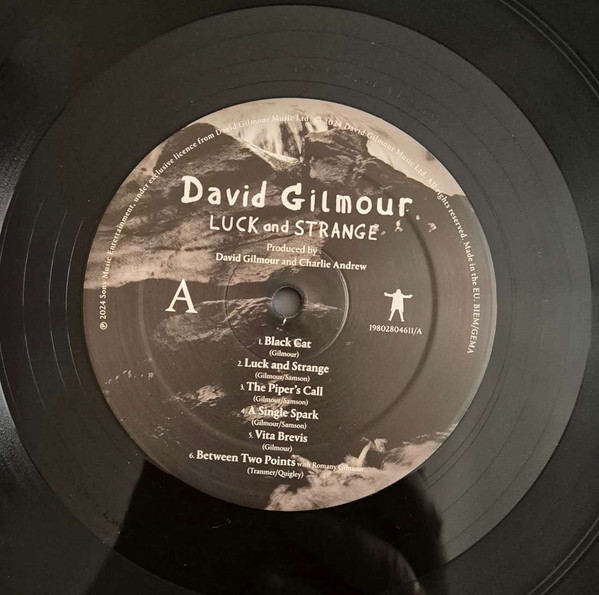 ℗ 2024 Sony Music Entertainment, under exclusive licence from David Gilmour Music Ltd. © 2024 David Gilmour Music Ltd. All rights reserved. Made in the EU. BIEM/GEMA
David Gilmour
LUCK and STRANGE
Produced by
David Gilmour and Charlie Andrew
A
19802804611/A
1. Black Cat
(Gilmour)
2. Luck and Strange
(Gilmour/Samson)
3. The Piper's Call
(Gilmour/Samson)
4. A Single Spark
(Gilmour/Samson)
5. Vita Brevis
(Gilmour)
6. Between Two Points with Romany Gilmour
(Tranmer/Quigley)